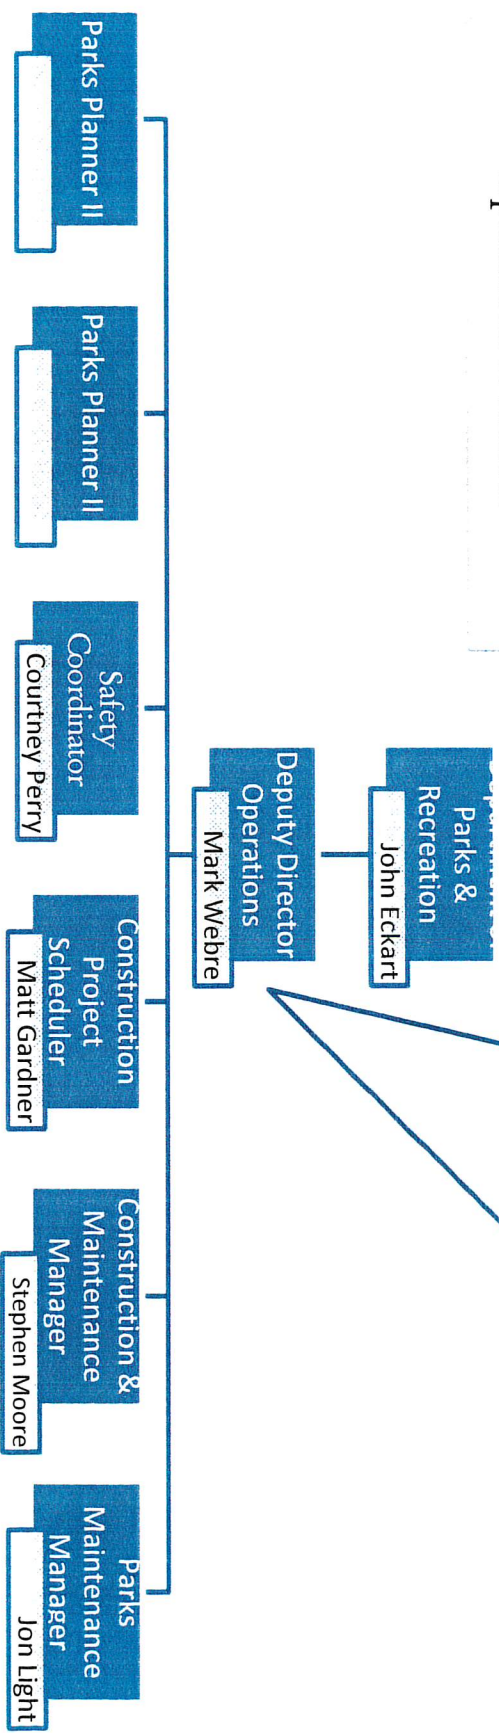 Parks &
Recreation
John Eckart
Deputy Director
Operations
Mark Webre
Parks Planner II
Parks Planner II
Safety
Coordinator
Courtney Perry
Construction
Project
Scheduler
Matt Gardner
Construction &
Maintenance
Manager
Stephen Moore
Parks
Maintenance
Manager
Jon Light